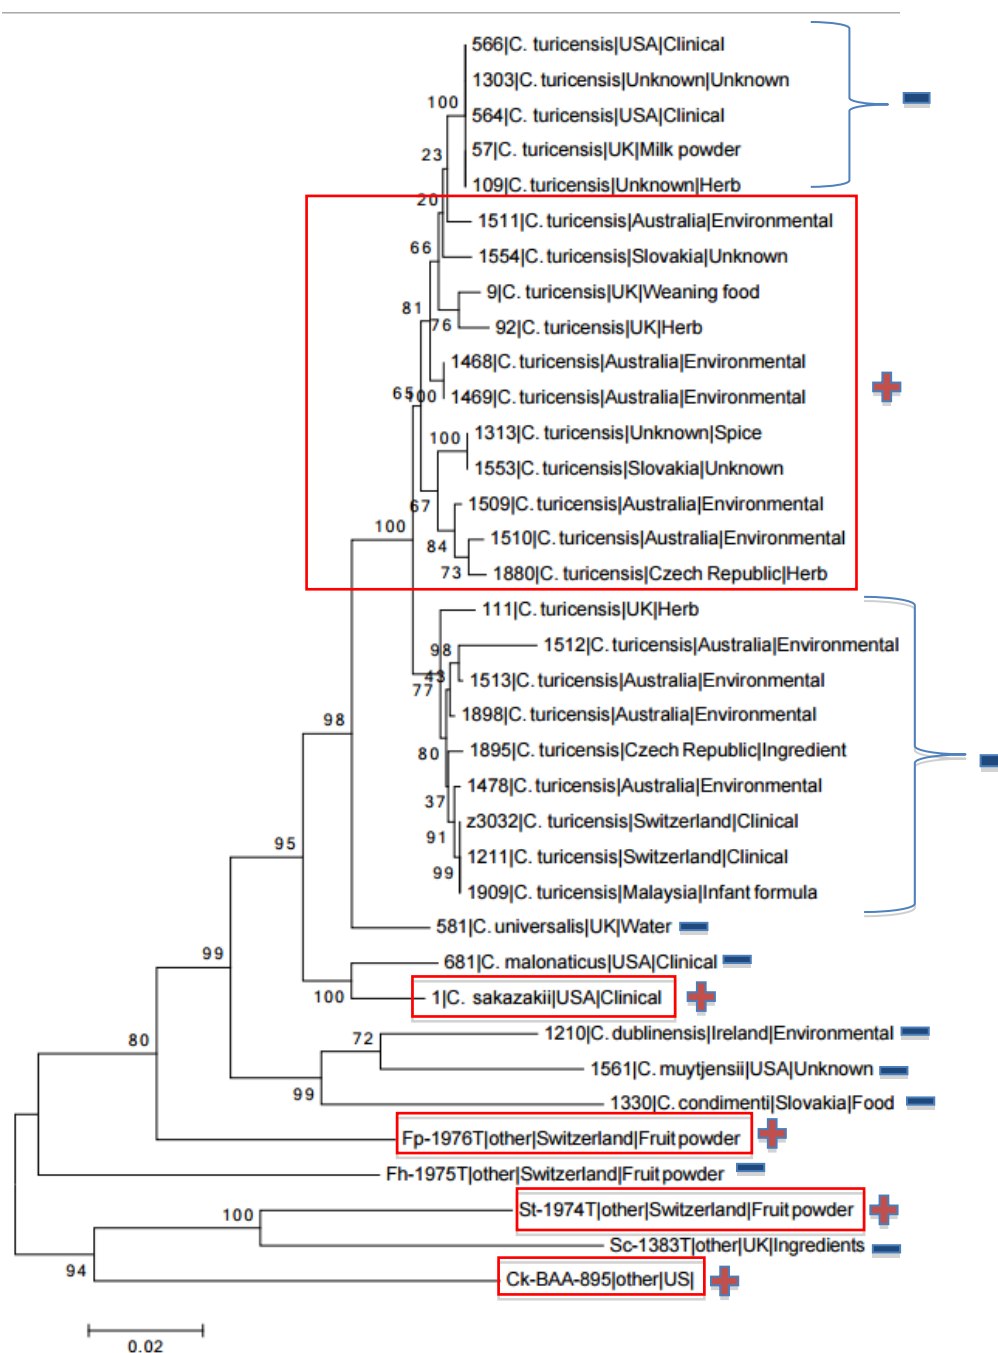 566|C. turicensis|USA|Clinical
1303|C. turicensis|Unknown|Unknown
100
564|C. turicensis|USA|Clinical
57|C. turicensis|UK|Milk powder
23
109|C. turicensis|Unknown|Herb
20
1511|C. turicensis|Australia|Environmental
66
1554|C. turicensis|Slovakia|Unknown
9|C. turicensis|UK|Weaning food
81
76
92|C. turicensis|UK|Herb
1468|C. turicensis|Australia|Environmental
65
100
1469|C. turicensis|Australia|Environmental
1313|C. turicensis|Unknown|Spice
100
1553|C. turicensis|Slovakia|Unknown
67
1509|C. turicensis|Australia|Environmental
100
1510|C. turicensis|Australia|Environmental
84
73
1880|C. turicensis|Czech Republic|Herb
111|C. turicensis|UK|Herb
98
1512|C. turicensis|Australia|Environmental
43
1513|C. turicensis|Australia|Environmental
77
98
1898|C. turicensis|Australia|Environmental
80
1895|C. turicensis|Czech Republic|Ingredient
1478|C. turicensis|Australia|Environmental
37
z3032|C. turicensis|Switzerland|Clinical
91
95
1211|C. turicensis|Switzerland|Clinical
99
1909|C. turicensis|Malaysia|Infant formula
581|C. universalis|UK|Water
99
681|C. malonaticus|USA|Clinical
100
1|C. sakazakii|USA|Clinical
80
72
1210|C. dublinensis|Ireland|Environmental
1561|C. muytjensii|USA|Unknown
99
1330|C. condimenti|Slovakia|Food
Fp-1976T|other|Switzerland|Fruit powder
Fh-1975T|other|Switzerland|Fruit powder
100
St-1974T|other|Switzerland|Fruit powder
Sc-1383T|other|UK|Ingredients
94
Ck-BAA-895|other|US|
0.02